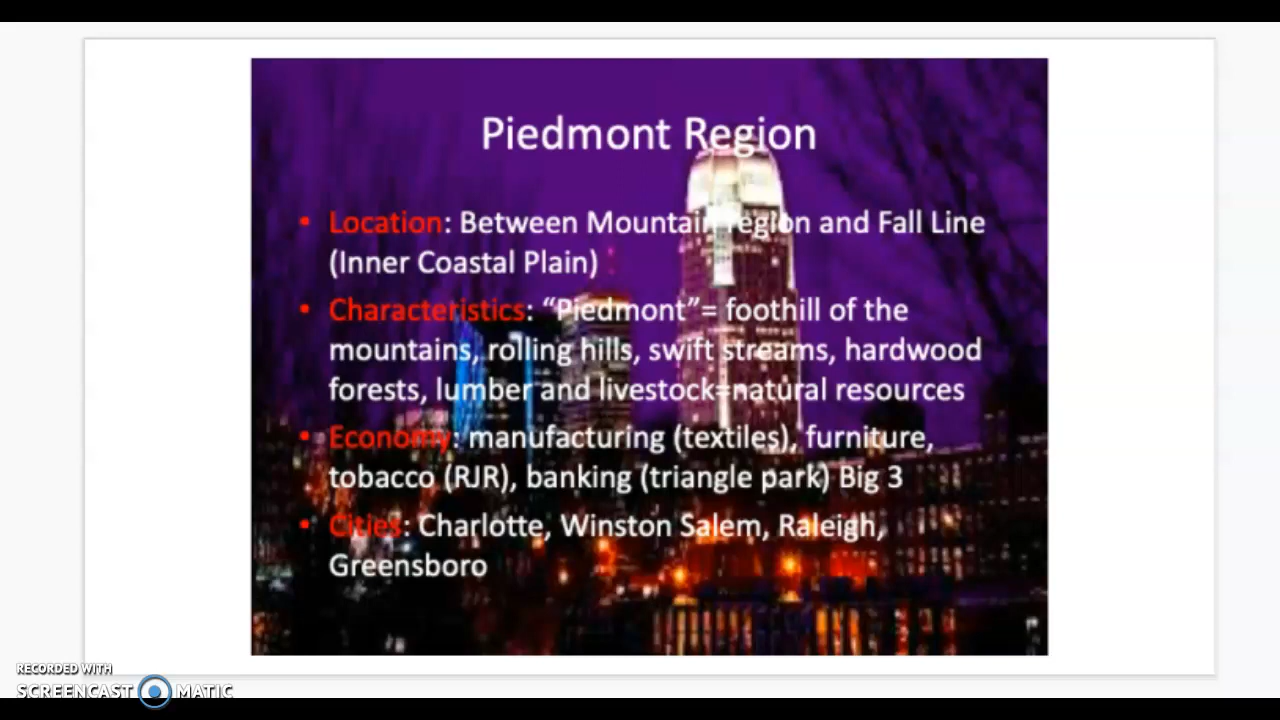 Piedmont Region
• Location: Between Mountain region and Fall Line
(Inner Coastal Plain)
• Characteristics: “Piedmont”= foothill of the
mountains, rolling hills, swift streams, hardwood
forests, lumber and livestock=natural resources
• Economy: manufacturing (textiles), furniture,
tobacco (RJR), banking (triangle park) Big 3
• Cities: Charlotte, Winston Salem, Raleigh,
Greensboro
RECORDED WITH
SCREENCAST MATIC